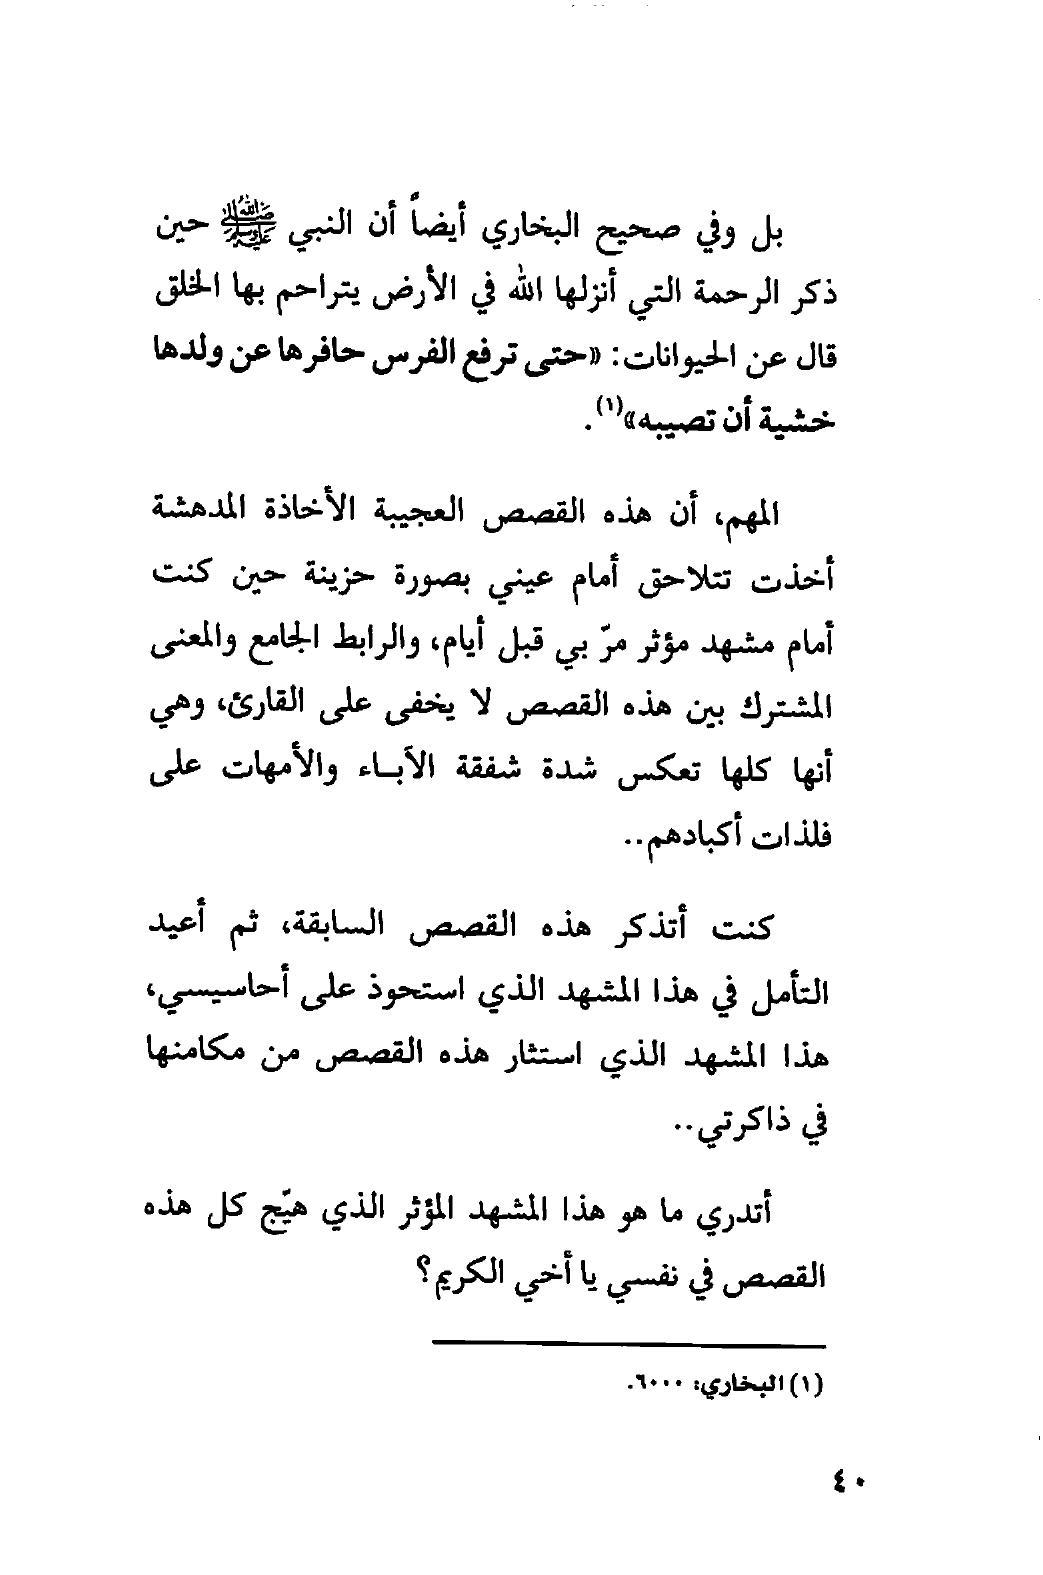 بل وفي صحيح البخاري أيضاً أن النبي ﷺ حين
ذكر الرحمة التي أنزلها الله في الأرض يتراحم بها الخلق
قال عن الحيوانات: «حتى ترفع الفرس حافرها عن ولدها
خشية أن تصيبه»(١).
المهم، أن هذه القصص العجيبة الأخاذة المدهشة
أخذت تتلاحق أمام عيني بصورة حزينة حين كنت
أمام مشهد مؤثر مرّ بي قبل أيام، والرابط الجامع والمعنى
المشترك بين هذه القصص لا يخفى على القارئ، وهي
أنها كلها تعكس شدة شفقة الآباء والأمهات على
فلذات أكبادهم..
كنت أتذكر هذه القصص السابقة، ثم أعيد
التأمل في هذا المشهد الذي استحوذ على أحاسيسي،
هذا المشهد الذي استثار هذه القصص من مكامنها
في ذاكرتي..
أتدري ما هو هذا المشهد المؤثر الذي هيّج كل هذه
القصص في نفسي يا أخي الكريم؟
(١) البخاري: ٦٠٠٠.
٤٠